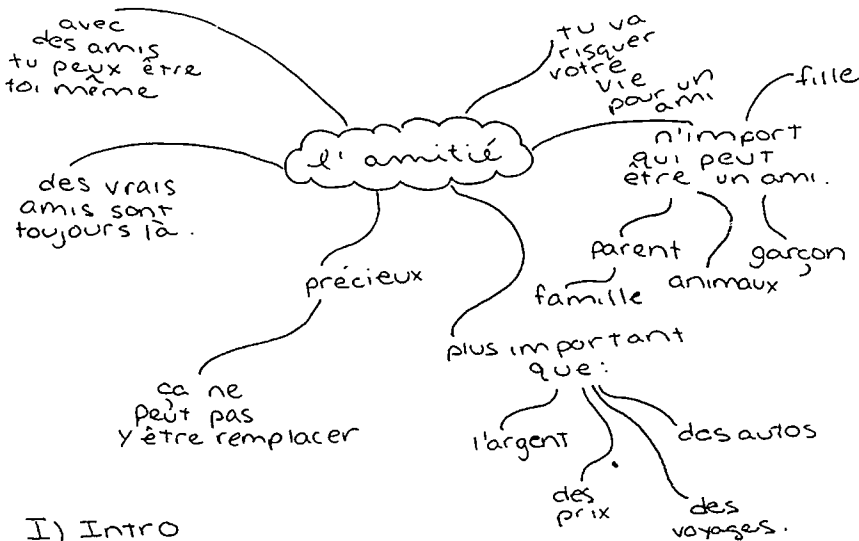 avec
des amis
tu peux être
toi même
tu va
risquer
votre
vie
pour un
ami
fille
l'amitié
n'import
qui peut
être un ami.
des vrais
amis sont
toujours là.
parent
garçon
famille
animaux
précieux
plus important
que:
ça ne
peut pas
y être remplacer
l'argent
des autos
des
prix
des
voyages.
I) Intro